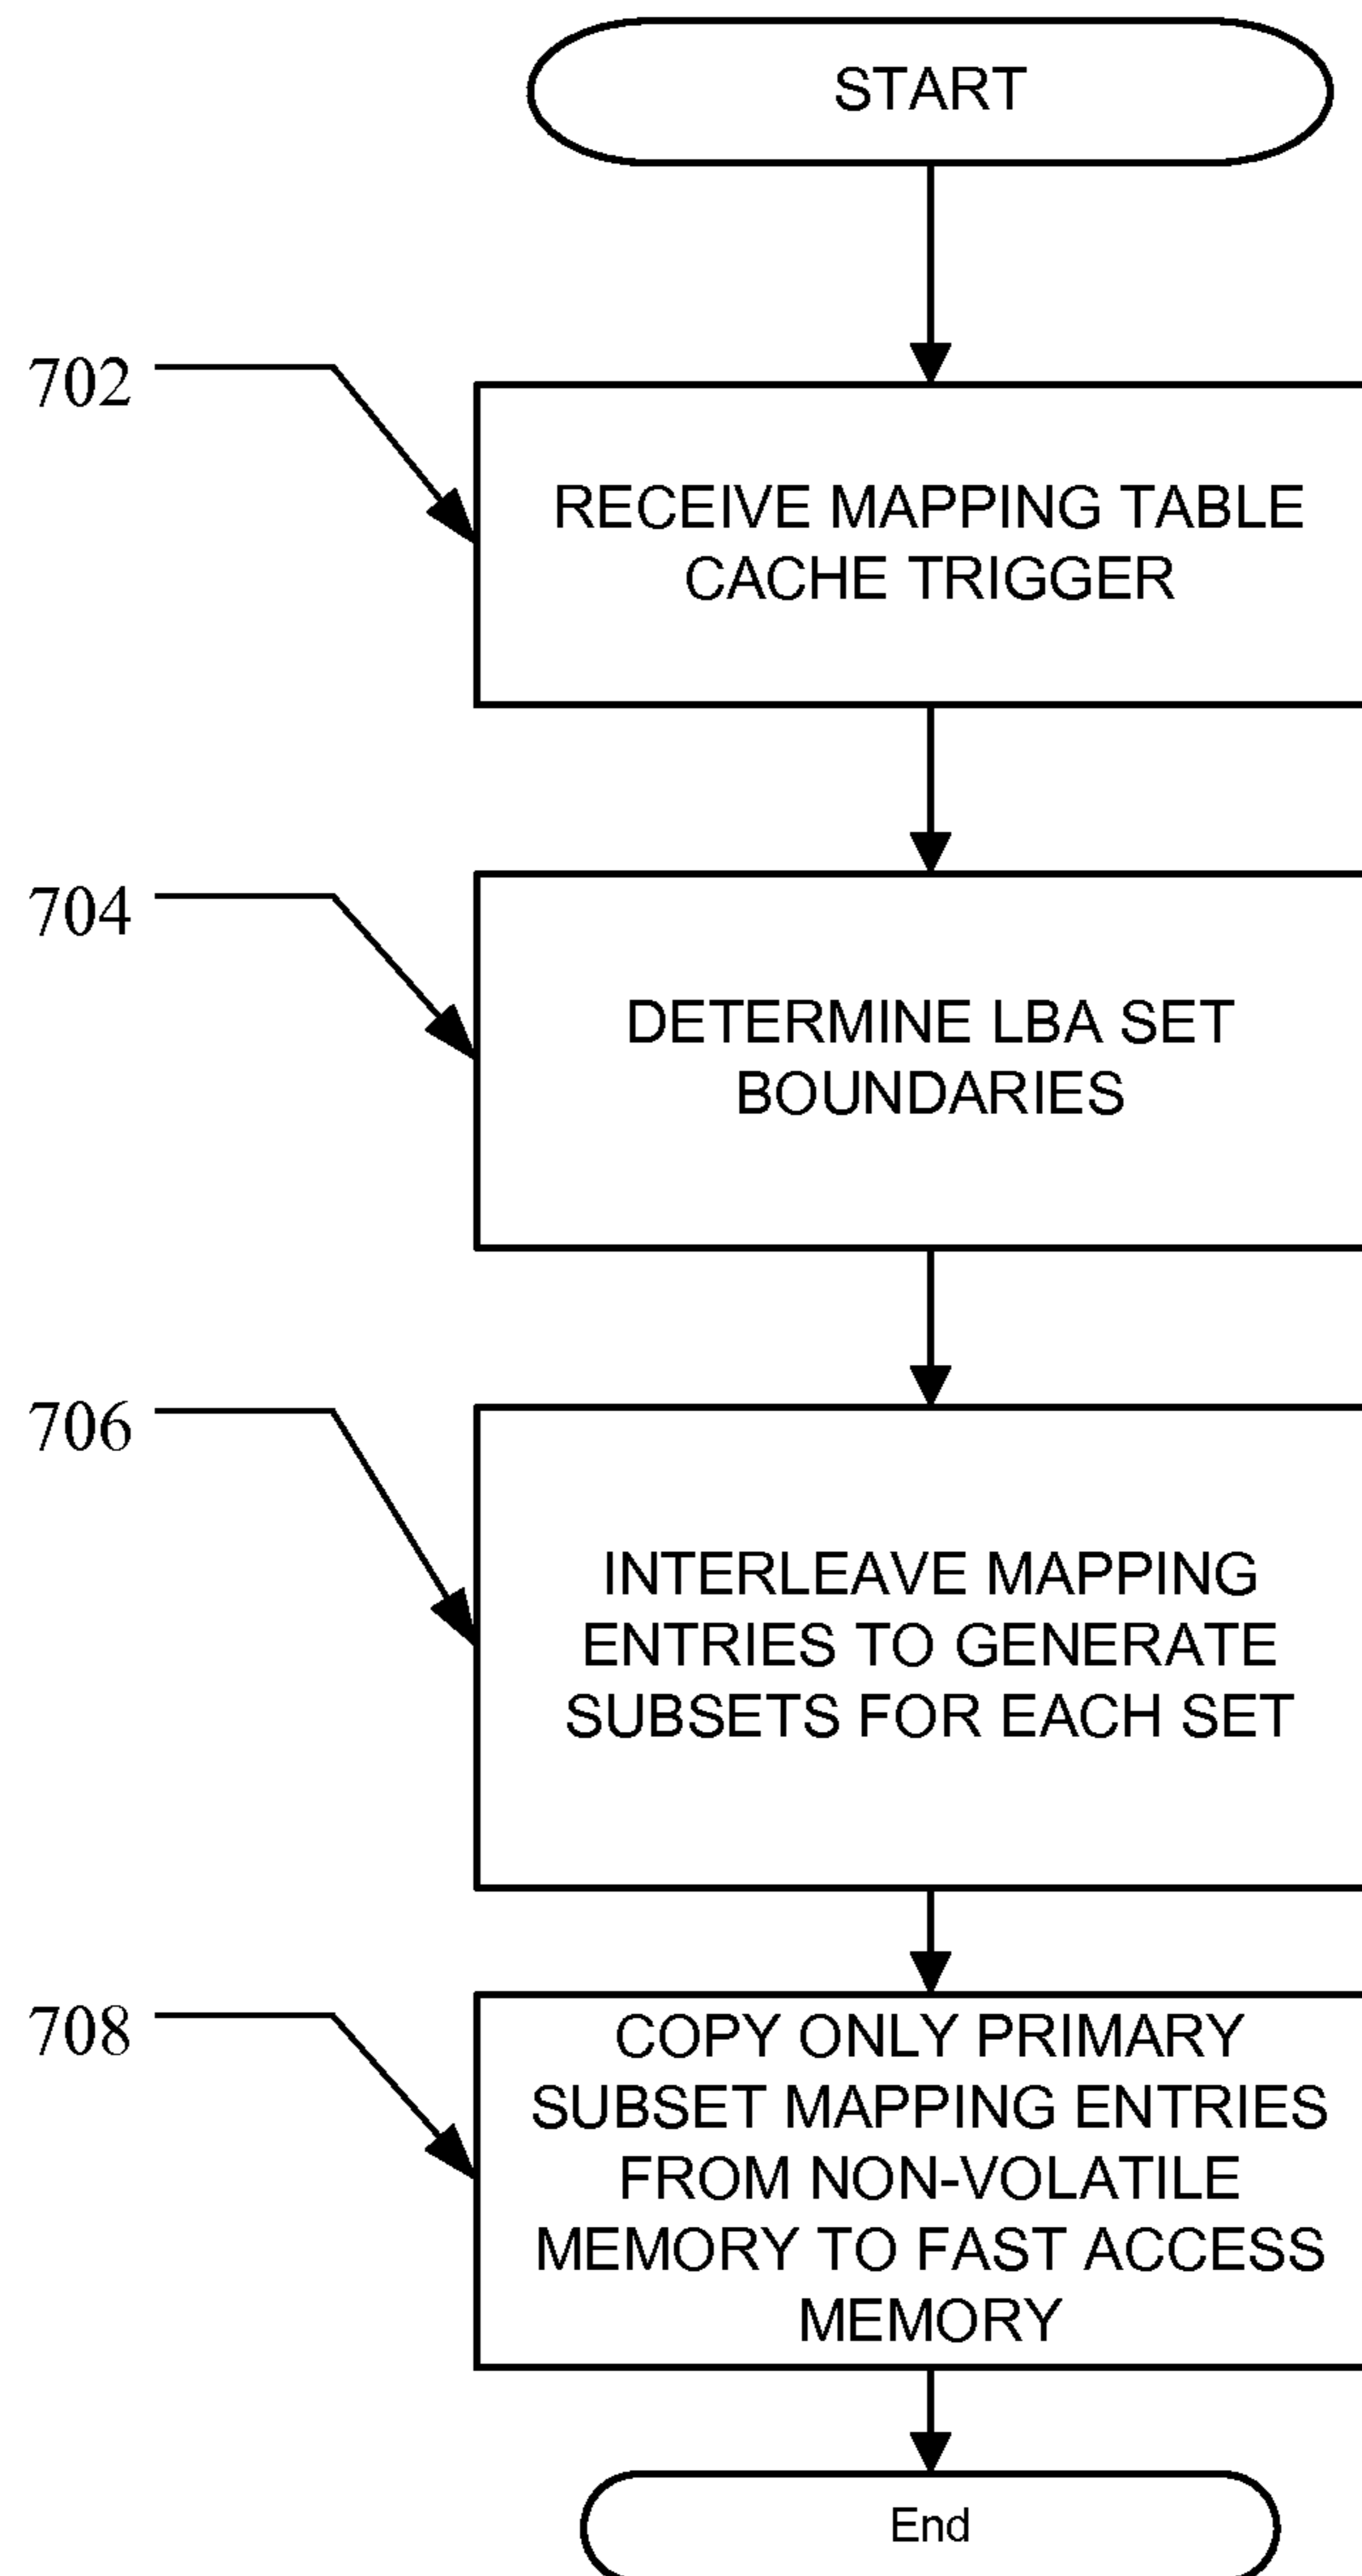 START
702
RECEIVE MAPPING TABLE
CACHE TRIGGER
704
DETERMINE LBA SET
BOUNDARIES
706
INTERLEAVE MAPPING
ENTRIES TO GENERATE
SUBSETS FOR EACH SET
708
COPY ONLY PRIMARY
SUBSET MAPPING ENTRIES
FROM NON-VOLATILE
MEMORY TO FAST ACCESS
MEMORY
End